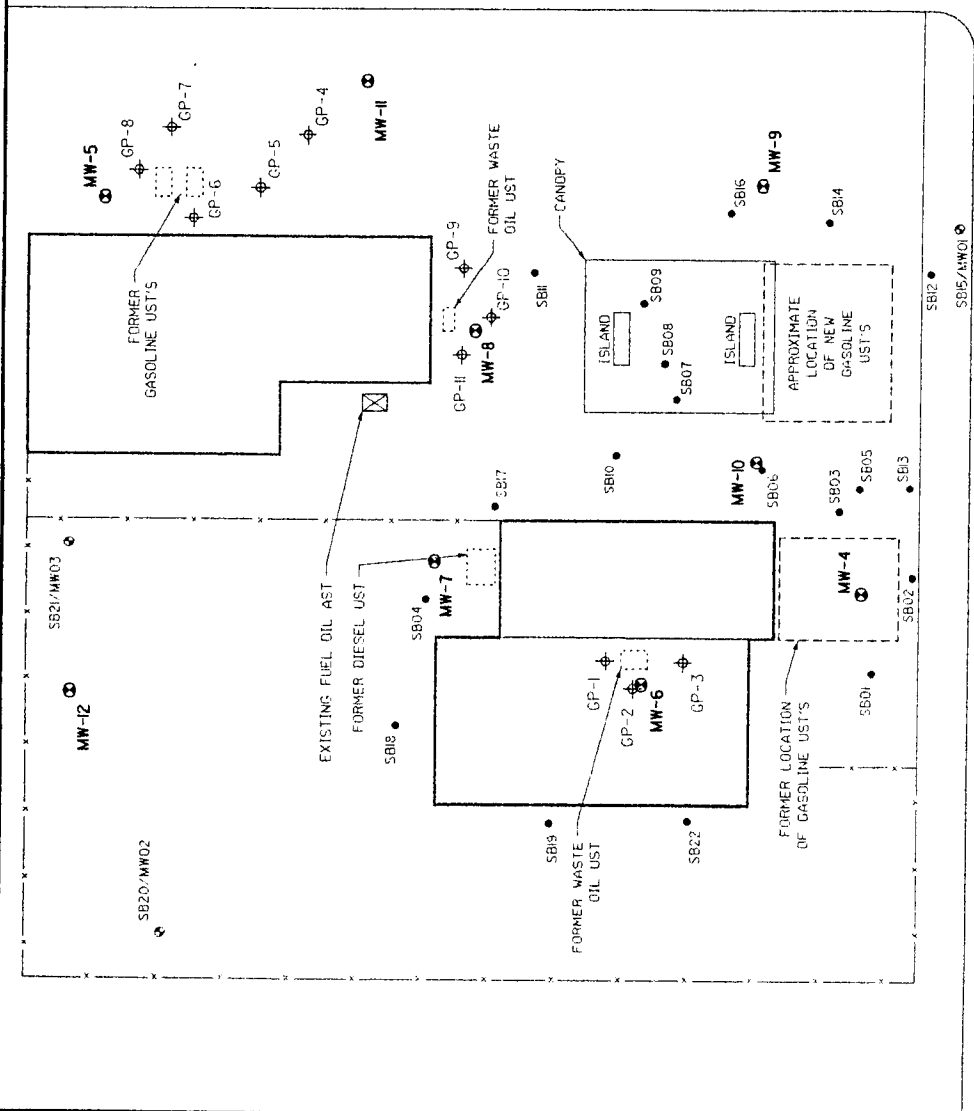 MW-5
GP-8
GP-7
GP-6
GP-5
GP-4
MW-11
FORMER
GASOLINE UST'S
GP-9
FORMER WASTE
OIL UST
GP-10
GP-11
MW-8
SB11
CANOPY
SB16
MW-9
SB14
ISLAND
SB09
SB08
SB07
ISLAND
APPROXIMATE
LOCATION
OF NEW
GASOLINE
UST'S
SB12
SB15/MW01
SB10
MW-10
SB06
SB03
SB05
SB13
SB17
SB21/MW03
MW-12
EXISTING FUEL OIL AST
FORMER DIESEL UST
SB04
MW-7
SB18
GP-1
GP-2
MW-6
GP-3
MW-4
SB02
SB01
FORMER LOCATION
OF GASOLINE UST'S
SB20/MW02
SB19
SB22
FORMER WASTE
OIL UST